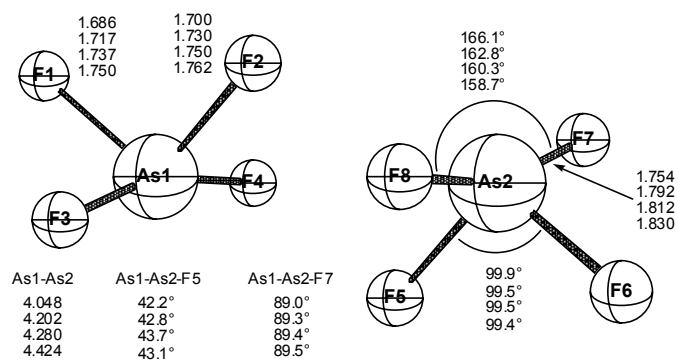 1.686
1.717
1.737
1.750
1.700
1.730
1.750
1.762
F1
F2
As1
F4
F3
166.1°
162.8°
160.3°
158.7°
F7
F8
As2
1.754
1.792
1.812
1.830
F5
F6
99.9°
99.5°
99.5°
99.4°
As1-As2 As1-As2-F5 As1-As2-F7
4.048 42.2° 89.0°
4.202 42.8° 89.3°
4.280 43.7° 89.4°
4.424 43.1° 89.5°